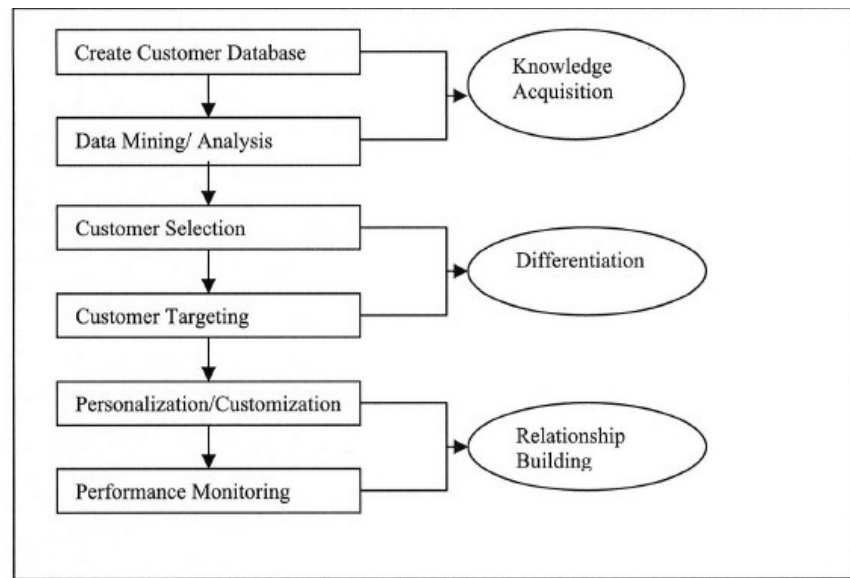 Create Customer Database
Knowledge
Acquisition
Data Mining/ Analysis
Customer Selection
Differentiation
Customer Targeting
Personalization/Customization
Relationship
Building
Performance Monitoring